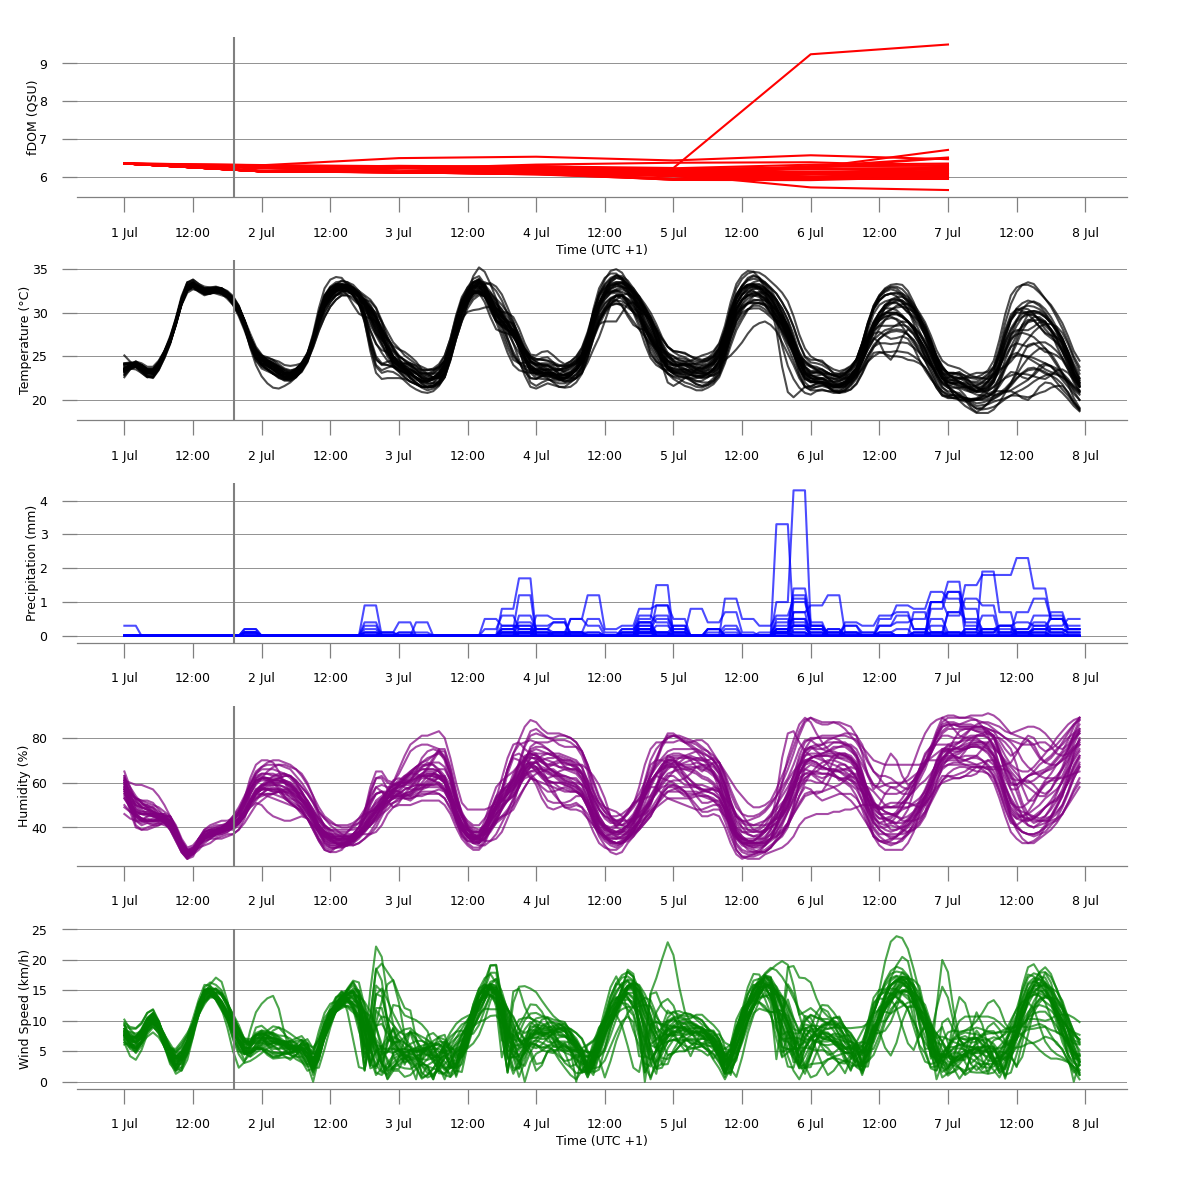 fDOM (QSU)
9
8
7
6
1 Jul 12:00 2 Jul 12:00 3 Jul 12:00 4 Jul 12:00 5 Jul 12:00 6 Jul 12:00 7 Jul 12:00 8 Jul
Time (UTC +1)
Temperature (°C)
35
30
25
20
1 Jul 12:00 2 Jul 12:00 3 Jul 12:00 4 Jul 12:00 5 Jul 12:00 6 Jul 12:00 7 Jul 12:00 8 Jul
Precipitation (mm)
4
3
2
1
0
1 Jul 12:00 2 Jul 12:00 3 Jul 12:00 4 Jul 12:00 5 Jul 12:00 6 Jul 12:00 7 Jul 12:00 8 Jul
Humidity (%)
80
60
40
1 Jul 12:00 2 Jul 12:00 3 Jul 12:00 4 Jul 12:00 5 Jul 12:00 6 Jul 12:00 7 Jul 12:00 8 Jul
Wind Speed (km/h)
25
20
15
10
5
0
1 Jul 12:00 2 Jul 12:00 3 Jul 12:00 4 Jul 12:00 5 Jul 12:00 6 Jul 12:00 7 Jul 12:00 8 Jul
Time (UTC +1)